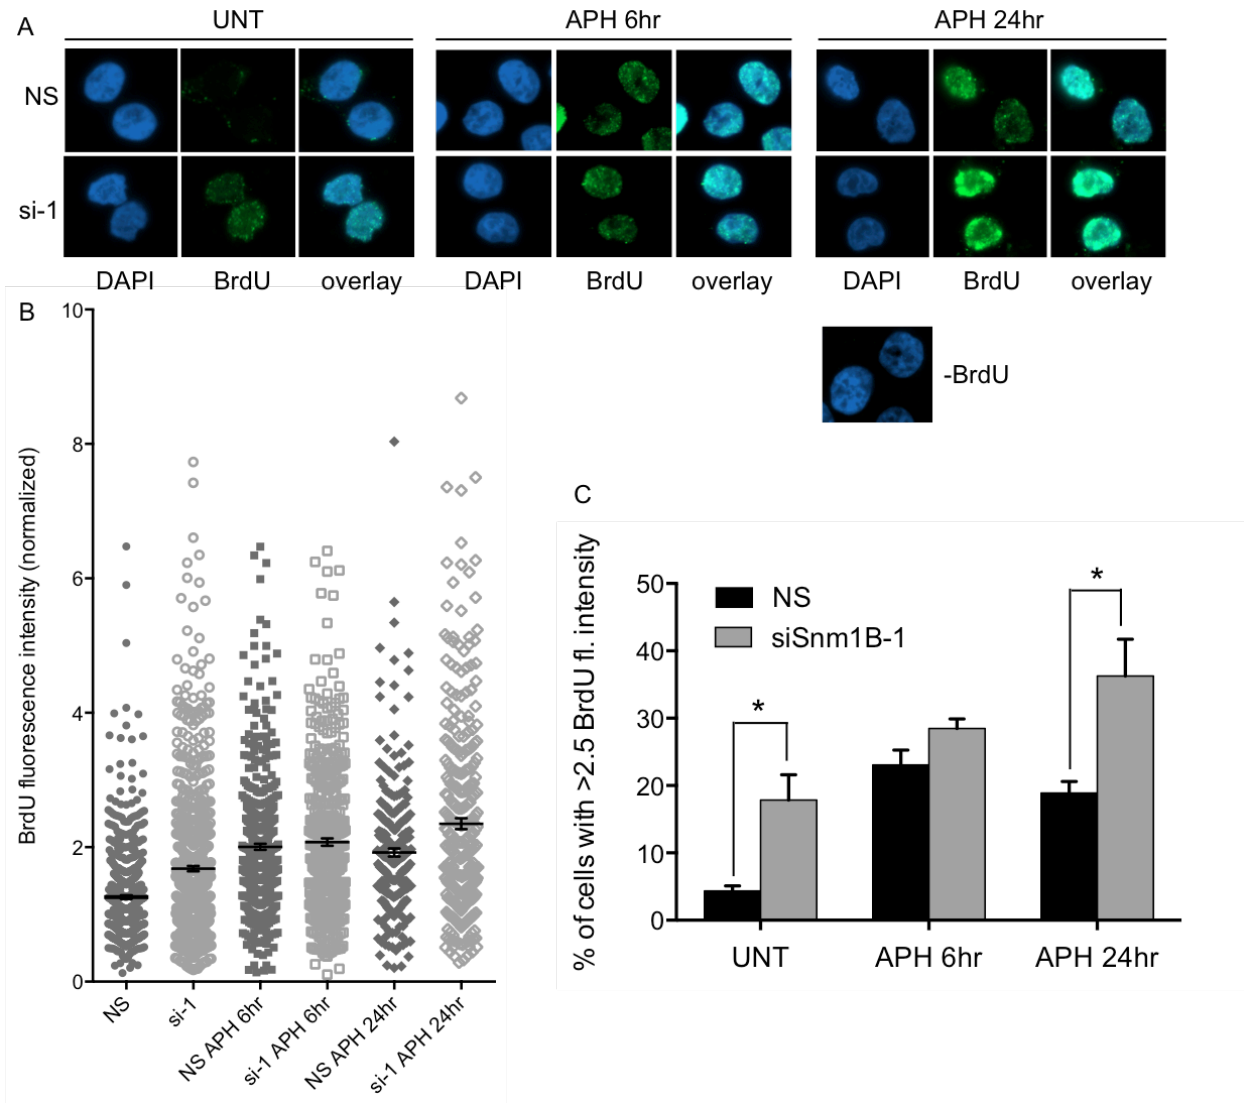 A
UNT
APH 6hr
APH 24hr
NS
si-1
DAPI
BrdU
overlay
DAPI
BrdU
overlay
DAPI
BrdU
overlay
-BrdU
B
BrdU fluorescence intensity (normalized)
10
8
6
4
2
0
NS
si-1
NS APH 6hr
si-1 APH 6hr
NS APH 24hr
si-1 APH 24hr
C
% of cells with >2.5 BrdU fl. intensity
50
40
30
20
10
0
NS
siSnm1B-1
*
*
UNT
APH 6hr
APH 24hr